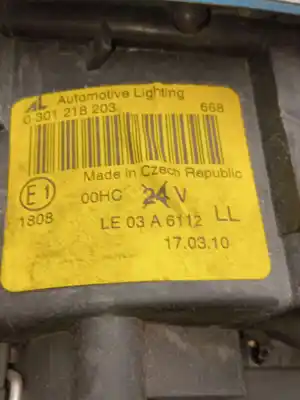 AL Automotive Lighting
0 301 218 203 668
Made in Czech Republic
E1 00HC 24 V
1808 LE 03 A 6112 LL
17.03.10